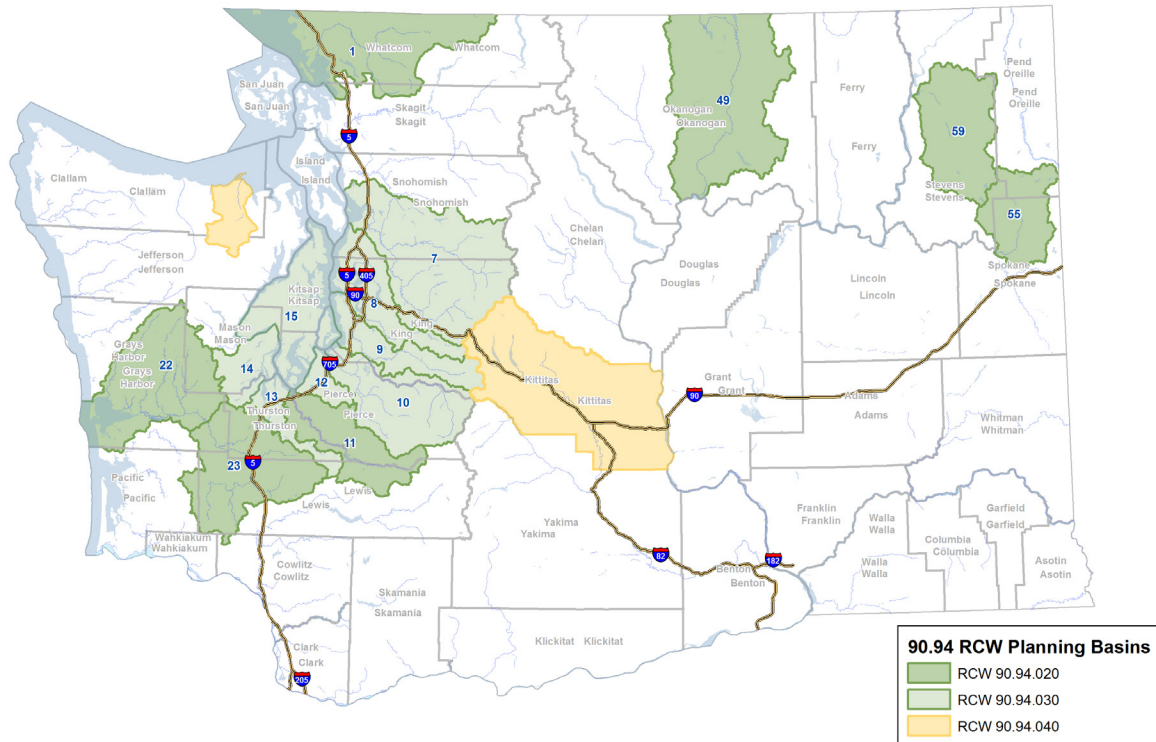 1
Whatcom
Whatcom
San Juan
San Juan
Skagit
Skagit
5
Island
Island
Clallam
Clallam
Snohomish
Snohomish
Okanogan
Okanogan
49
Ferry
Ferry
Pend
Oreille
Pend
Oreille
59
Stevens
Stevens
55
Jefferson
Jefferson
Chelan
Chelan
7
5
405
90
8
Kitsap
Kitsap
15
Douglas
Douglas
Lincoln
Lincoln
Spokane
Spokane
Mason
Mason
King
King
9
Grays
Harbor
Grays
Harbor
22
14
705
13
12
Pierce
Pierce
10
Kittitas
Kittitas
Grant
Grant
90
Adams
Adams
Thurston
Thurston
11
Whitman
Whitman
23
5
Pacific
Pacific
Lewis
Lewis
Wahkiakum
Wahkiakum
Yakima
Yakima
Franklin
Franklin
Walla
Walla
Walla
Walla
Garfield
Garfield
Columbia
Columbia
Asotin
Asotin
82
182
Benton
Benton
Cowlitz
Cowlitz
Skamania
Skamania
Klickitat
Klickitat
Clark
Clark
205
90.94 RCW Planning Basins
RCW 90.94.020
RCW 90.94.030
RCW 90.94.040